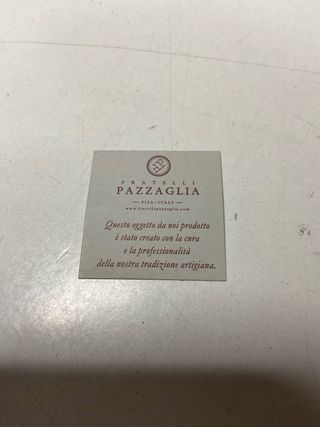 FP
FRATELLI
PAZZAGLIA
— PISA • ITALY —
www.fratellipazzaglia.com
Questo oggetto da noi prodotto
è stato creato con la cura
e la professionalità
della nostra tradizione artigiana.